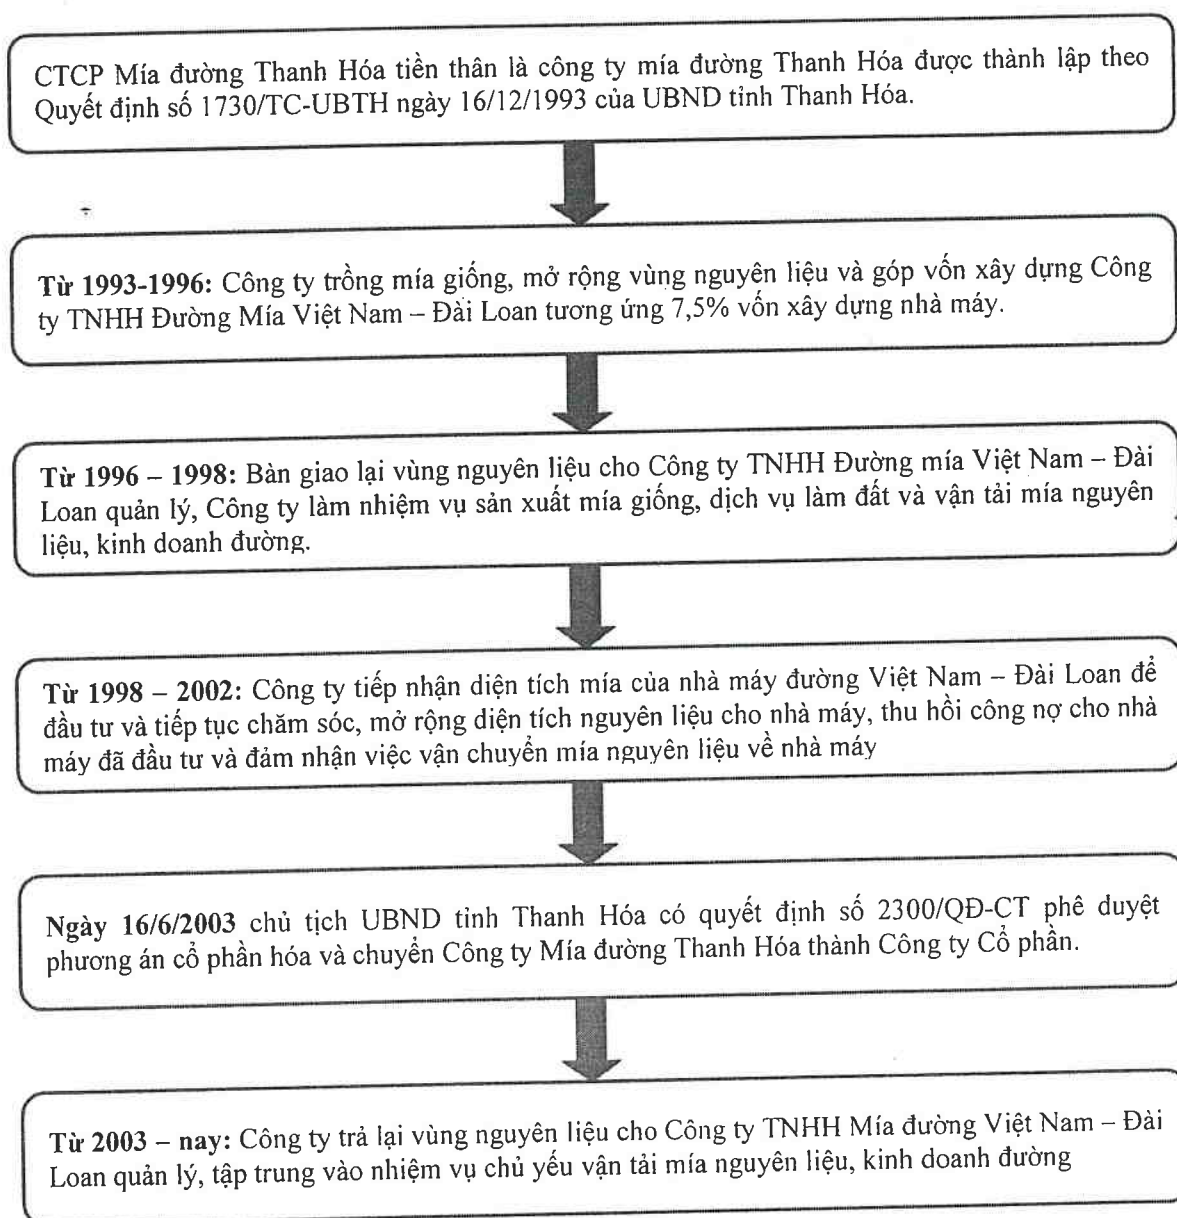 CTCP Mía đường Thanh Hóa tiền thân là công ty mía đường Thanh Hóa được thành lập theo
Quyết định số 1730/TC-UBTH ngày 16/12/1993 của UBND tỉnh Thanh Hóa.
Từ 1993-1996: Công ty trồng mía giống, mở rộng vùng nguyên liệu và góp vốn xây dựng Công
ty TNHH Đường Mía Việt Nam – Đài Loan tương ứng 7,5% vốn xây dựng nhà máy.
Từ 1996 – 1998: Bàn giao lại vùng nguyên liệu cho Công ty TNHH Đường mía Việt Nam – Đài
Loan quản lý, Công ty làm nhiệm vụ sản xuất mía giống, dịch vụ làm đất và vận tải mía nguyên
liệu, kinh doanh đường.
Từ 1998 – 2002: Công ty tiếp nhận diện tích mía của nhà máy đường Việt Nam – Đài Loan để
đầu tư và tiếp tục chăm sóc, mở rộng diện tích nguyên liệu cho nhà máy, thu hồi công nợ cho nhà
máy đã đầu tư và đảm nhận việc vận chuyển mía nguyên liệu về nhà máy
Ngày 16/6/2003 chủ tịch UBND tỉnh Thanh Hóa có quyết định số 2300/QĐ-CT phê duyệt
phương án cổ phần hóa và chuyển Công ty Mía đường Thanh Hóa thành Công ty Cổ phần.
Từ 2003 – nay: Công ty trả lại vùng nguyên liệu cho Công ty TNHH Mía đường Việt Nam – Đài
Loan quản lý, tập trung vào nhiệm vụ chủ yếu vận tải mía nguyên liệu, kinh doanh đường